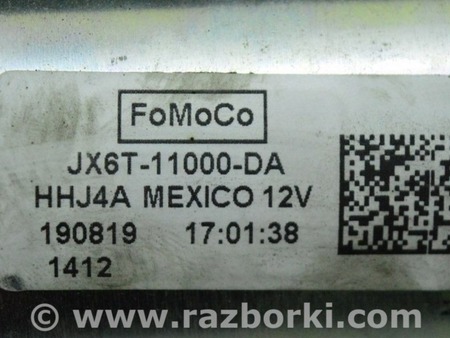 FoMoCo
JX6T-11000-DA
HHJ4A MEXICO 12V
190819 17:01:38
1412
© - www.razborki.com